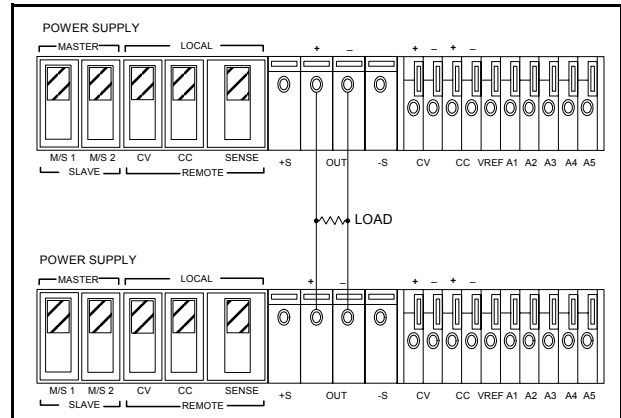 POWER SUPPLY
MASTER LOCAL + – + – + –
M/S 1 M/S 2 CV CC SENSE +S OUT -S CV CC VREF A1 A2 A3 A4 A5
SLAVE REMOTE
LOAD
POWER SUPPLY
MASTER LOCAL + – + – + –
M/S 1 M/S 2 CV CC SENSE +S OUT -S CV CC VREF A1 A2 A3 A4 A5
SLAVE REMOTE